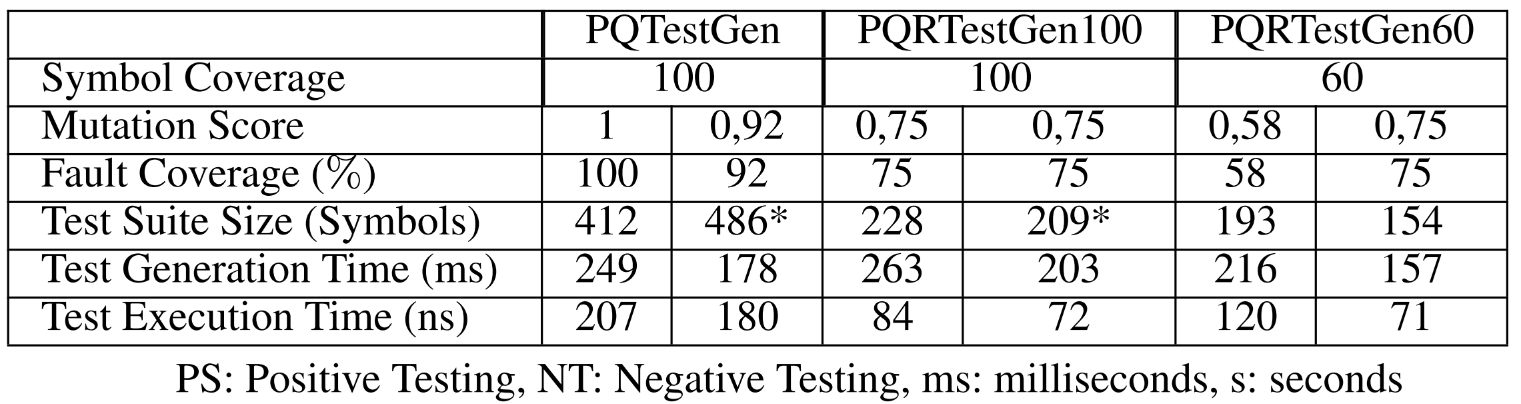 PQTestGen PQRTestGen100 PQRTestGen60
Symbol Coverage 100 100 60
Mutation Score 1 0,92 0,75 0,75 0,58 0,75
Fault Coverage (%) 100 92 75 75 58 75
Test Suite Size (Symbols) 412 486* 228 209* 193 154
Test Generation Time (ms) 249 178 263 203 216 157
Test Execution Time (ns) 207 180 84 72 120 71
PS: Positive Testing, NT: Negative Testing, ms: milliseconds, s: seconds